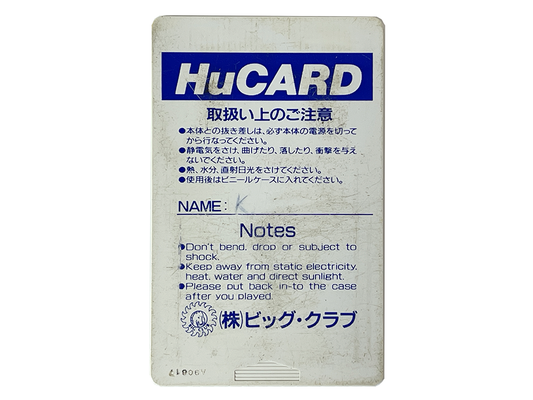 HuCARD
取扱い上のご注意
●本体との抜き差しは、必ず本体の電源を切って
から行なってください。
●静電気をさけ、曲げたり、落したり、衝撃を与え
ないでください。
●熱、水分、直射日光をさけてください。
●使用後はビニールケースに入れてください。
NAME: K
Notes
●Don't bend, drop or subject to
shock.
●Keep away from static electricity,
heat, water and direct sunlight.
●Please put back in-to the case
after you played.
(株)ビッグ・クラブ